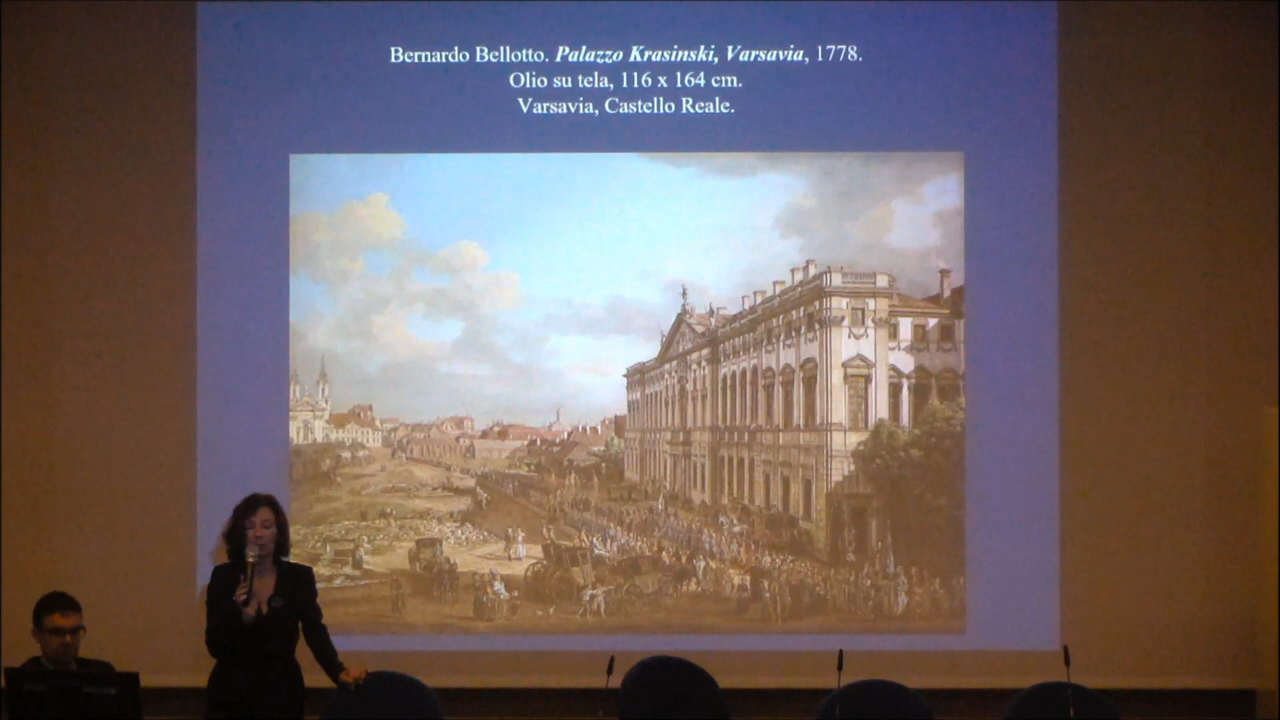 Bernardo Bellotto. Palazzo Krasinski, Varsavia, 1778.
Olio su tela, 116 x 164 cm.
Varsavia, Castello Reale.